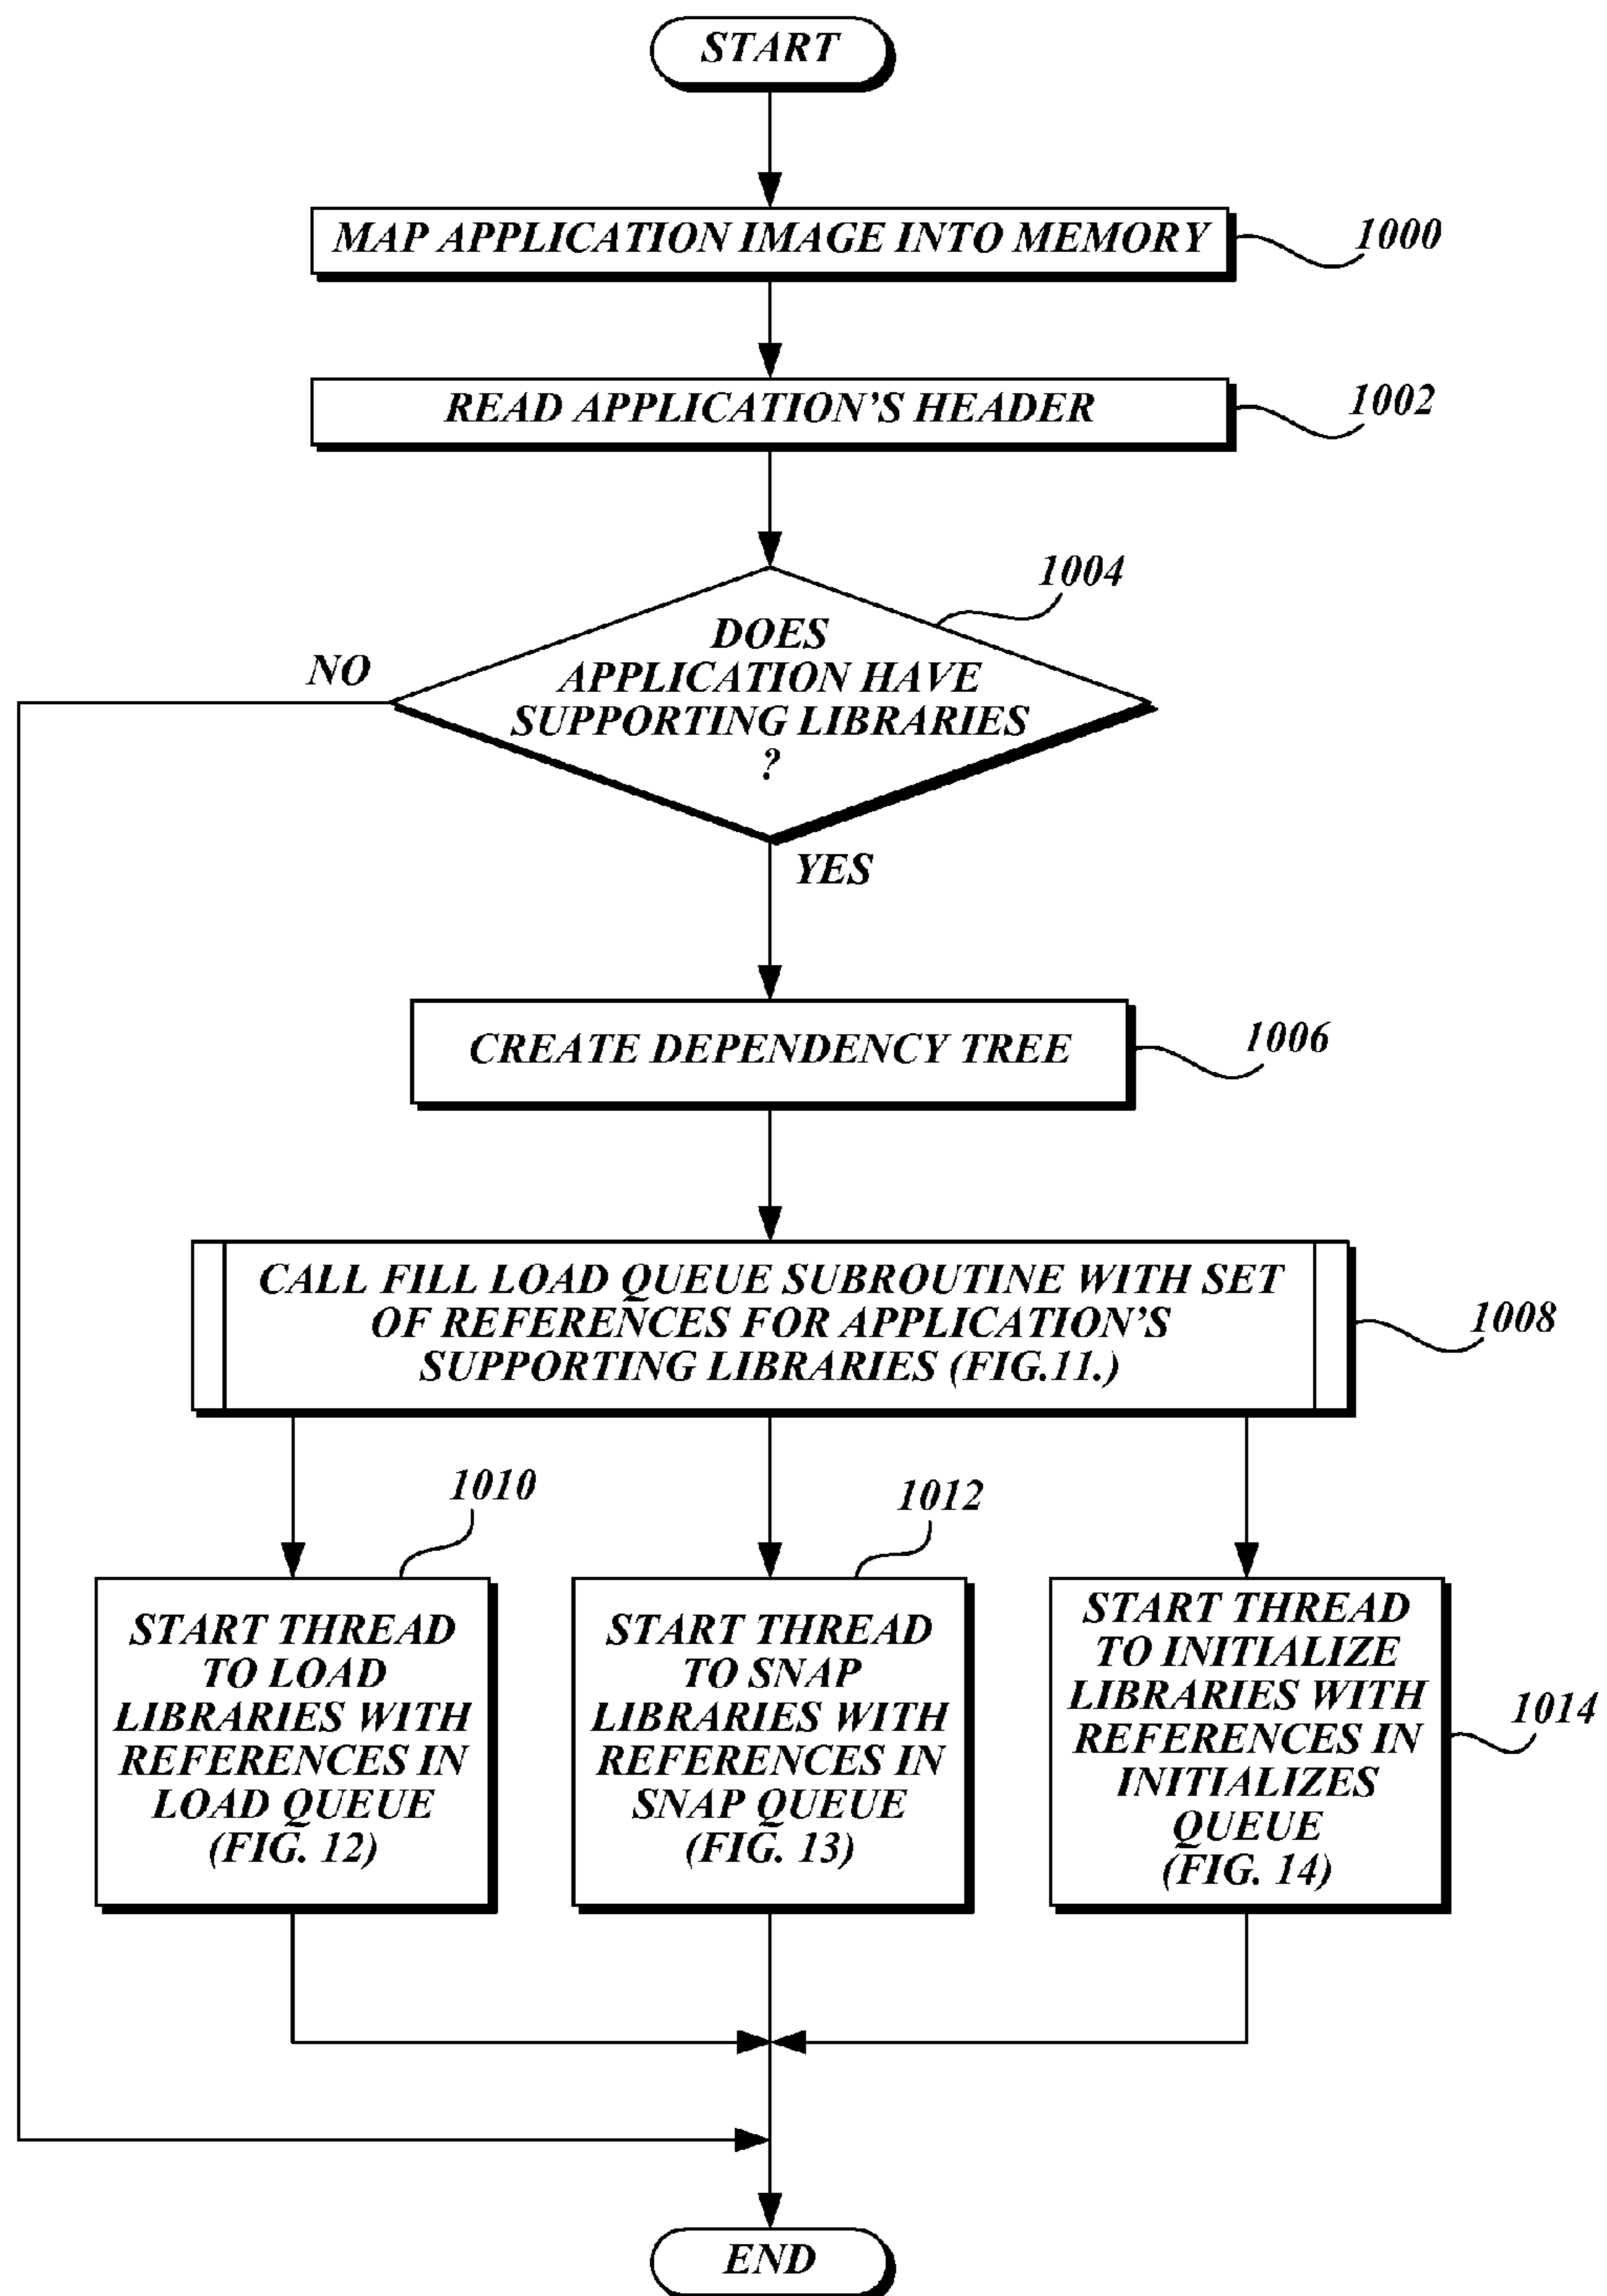 START
MAP APPLICATION IMAGE INTO MEMORY
1000
READ APPLICATION'S HEADER
1002
1004
DOES
APPLICATION HAVE
SUPPORTING LIBRARIES
?
NO
YES
CREATE DEPENDENCY TREE
1006
CALL FILL LOAD QUEUE SUBROUTINE WITH SET
OF REFERENCES FOR APPLICATION'S
SUPPORTING LIBRARIES (FIG.11.)
1008
1010
START THREAD
TO LOAD
LIBRARIES WITH
REFERENCES IN
LOAD QUEUE
(FIG. 12)
1012
START THREAD
TO SNAP
LIBRARIES WITH
REFERENCES IN
SNAP QUEUE
(FIG. 13)
START THREAD
TO INITIALIZE
LIBRARIES WITH
REFERENCES IN
INITIALIZES
QUEUE
(FIG. 14)
1014
END